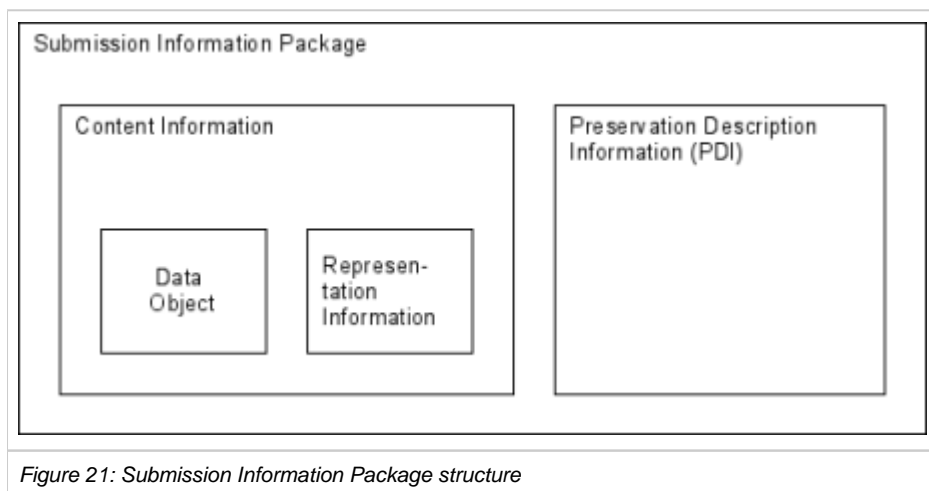 Submission Information Package
Content Information
Data
Object
Represen-
tation
Information
Preservation Description
Information (PDI)
Figure 21: Submission Information Package structure